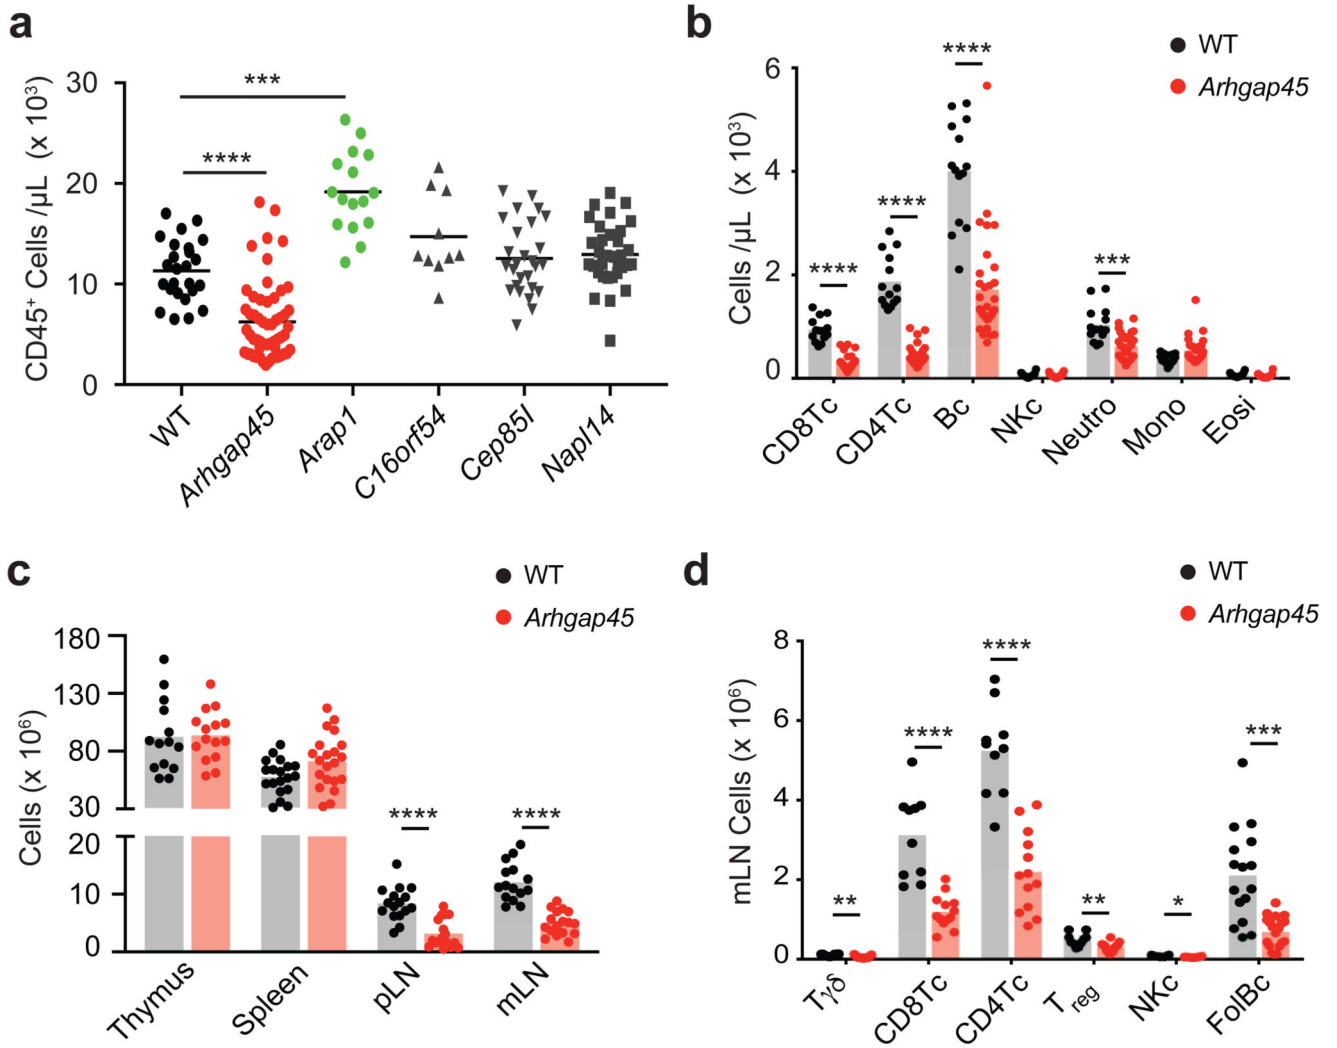 a
CD45⁺ Cells /µL (x 10³)
30
20
10
0
***
****
WT
Arhgap45
Arap1
C16orf54
Cep85l
Napl14
b
WT
Arhgap45
Cells /µL (x 10³)
6
4
2
0
****
****
****
***
CD8Tc
CD4Tc
Bc
NKc
Neutro
Mono
Eosi
c
WT
Arhgap45
Cells (x 10⁶)
180
130
80
30
20
10
0
****
****
Thymus
Spleen
pLN
mLN
d
WT
Arhgap45
mLN Cells (x 10⁶)
8
6
4
2
0
**
****
****
**
*
***
Tγδ
CD8Tc
CD4Tc
T reg
NKc
FolBc